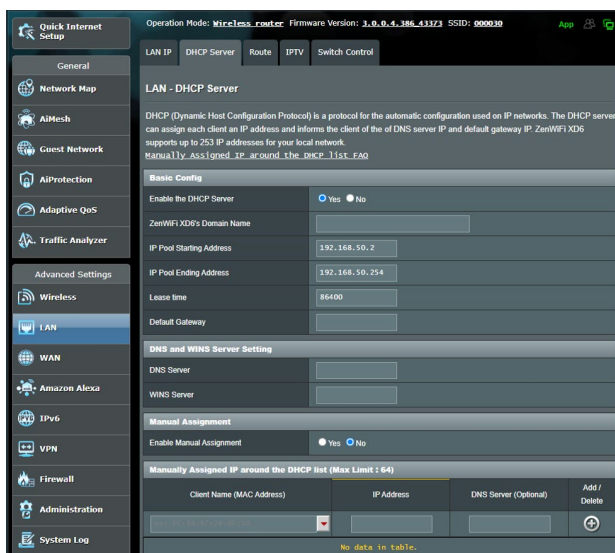 Quick Internet
Setup
Operation Mode: Wireless router Firmware Version: 3.0.0.4.386_43373 SSID: 000030
App
General
Network Map
AiMesh
Guest Network
AiProtection
Adaptive QoS
Traffic Analyzer
Advanced Settings
Wireless
LAN
WAN
Amazon Alexa
IPv6
VPN
Firewall
Administration
System Log
LAN IP DHCP Server Route IPTV Switch Control
LAN - DHCP Server
DHCP (Dynamic Host Configuration Protocol) is a protocol for the automatic configuration used on IP networks. The DHCP server
can assign each client an IP address and informs the client of the of DNS server IP and default gateway IP. ZenWiFi XD6
supports up to 253 IP addresses for your local network.
Manually Assigned IP around the DHCP list FAQ
Basic Config
Enable the DHCP Server Yes No
ZenWiFi XD6's Domain Name
IP Pool Starting Address 192.168.50.2
IP Pool Ending Address 192.168.50.254
Lease time 86400
Default Gateway
DNS and WINS Server Setting
DNS Server
WINS Server
Manual Assignment
Enable Manual Assignment Yes No
Manually Assigned IP around the DHCP list (Max Limit : 64)
Client Name (MAC Address) IP Address DNS Server (Optional) Add /
Delete
No data in table.